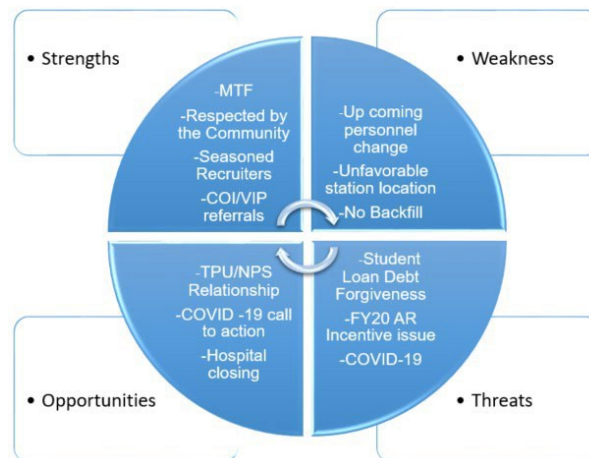 • Strengths
-MTF
-Respected by
the Community
-Seasoned
Recruiters
-COI/VIP
referrals
• Weakness
-Up coming
personnel
change
-Unfavorable
station location
-No Backfill
• Opportunities
-TPU/NPS
Relationship
-COVID -19 call
to action
-Hospital
closing
• Threats
-Student
Loan Debt
Forgiveness
-FY20 AR
Incentive issue
-COVID-19